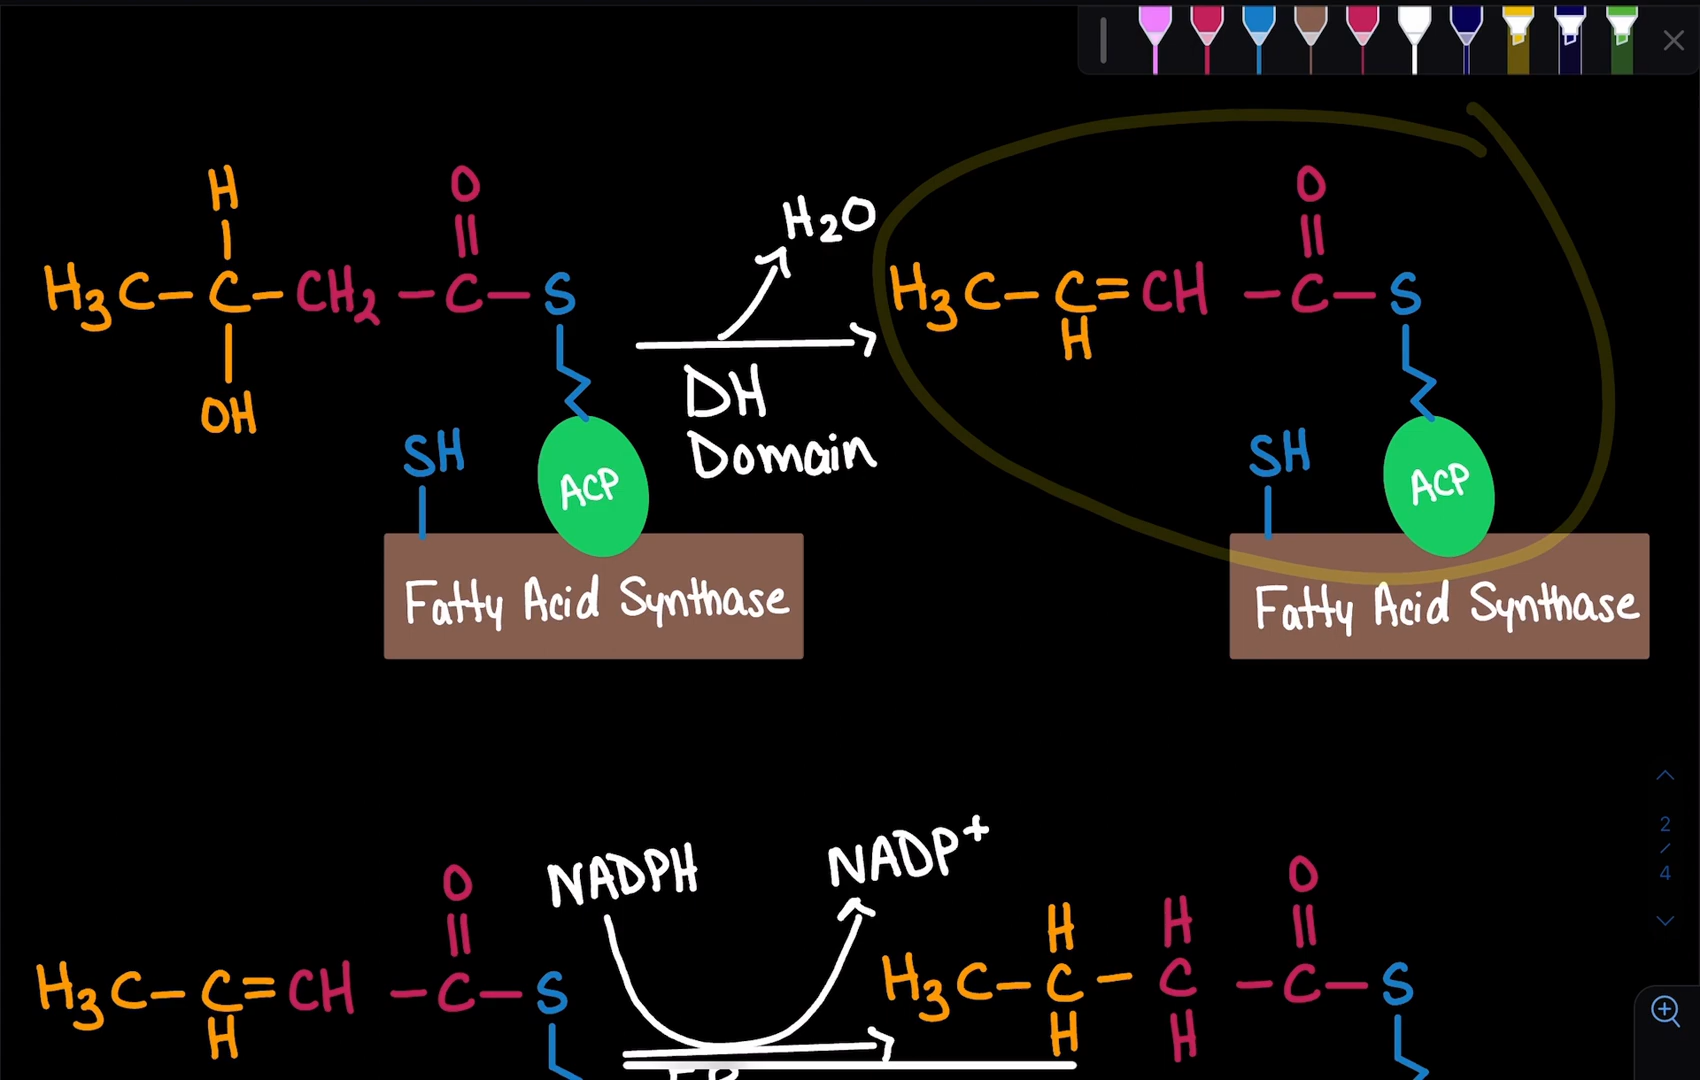 H O O
H₂O
H₃C – C – CH₂ – C – S H₃C – C = CH – C – S
H
OH
DH
Domain
SH SH
ACP ACP
Fatty Acid Synthase Fatty Acid Synthase
2
/
4
NADPH NADP+
O H H O
H₃C – C = CH – C – S H₃C – C – C – C – S
H H H